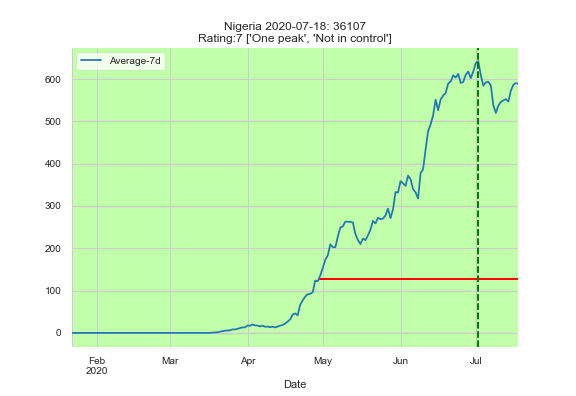 Nigeria 2020-07-18: 36107
Rating:7 ['One peak', 'Not in control']
Average-7d
600
500
400
300
200
100
0
Feb
2020
Mar
Apr
May
Jun
Jul
Date